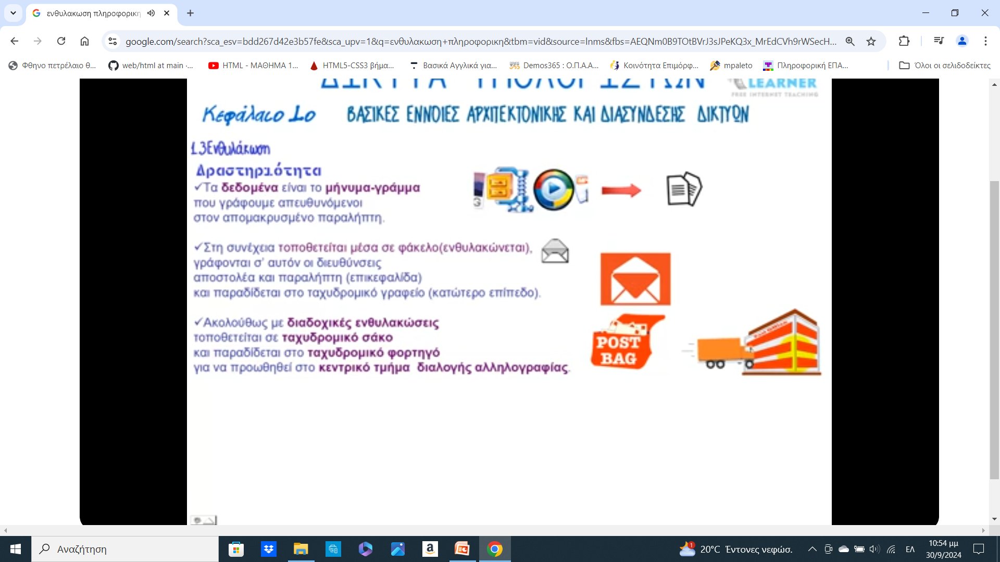 ενθυλακωση πληροφορικη
google.com/search?sca_esv=bdd267d42e3b57fe&sca_upv=1&q=ενθυλακωση+πληροφορικη&tbm=vid&source=lnms&fbs=AEQNm0B9TOtBVrJ3sJPeKQ3x_MrEdCVh9rWSecH...
Φθηνο πετρέλαιο θ... web/html at main ·... HTML - ΜΑΘΗΜΑ 1... HTML5-CSS3 βήμα... Βασικά Αγγλικά για... Demos365 : Ο.Π.Α.Α... Κοινότητα Επιμόρφ... mpaleto Πληροφορική ΕΠΑ... Όλοι οι σελιδοδείκτες
ΔΙΚΤΥΑ ΥΠΟΛΟΓΙΣΤΩΝ
LEARNER
FREE INTERNET TEACHING
Κεφάλαιο 1ο ΒΑΣΙΚΕΣ ΕΝΝΟΙΕΣ ΑΡΧΙΤΕΚΤΟΝΙΚΗΣ ΚΑΙ ΔΙΑΣΥΝΔΕΣΗΣ ΔΙΚΤΥΩΝ
1.3Ενθυλάκωση
Δραστηριότητα
✓Τα δεδομένα είναι το μήνυμα-γράμμα
που γράφουμε απευθυνόμενοι
στον απομακρυσμένο παραλήπτη.
3
✓Στη συνέχεια τοποθετείται μέσα σε φάκελο(ενθυλακώνεται),
γράφονται σ' αυτόν οι διευθύνσεις
αποστολέα και παραλήπτη (επικεφαλίδα)
και παραδίδεται στο ταχυδρομικό γραφείο (κατώτερο επίπεδο).
✓Ακολούθως με διαδοχικές ενθυλακώσεις
τοποθετείται σε ταχυδρομικό σάκο
και παραδίδεται στο ταχυδρομικό φορτηγό
για να προωθηθεί στο κεντρικό τμήμα διαλογής αλληλογραφίας.
POST
BAG
Αναζήτηση
1
20°C Έντονες νεφώσ.
ΕΛ
10:54 μμ
30/9/2024